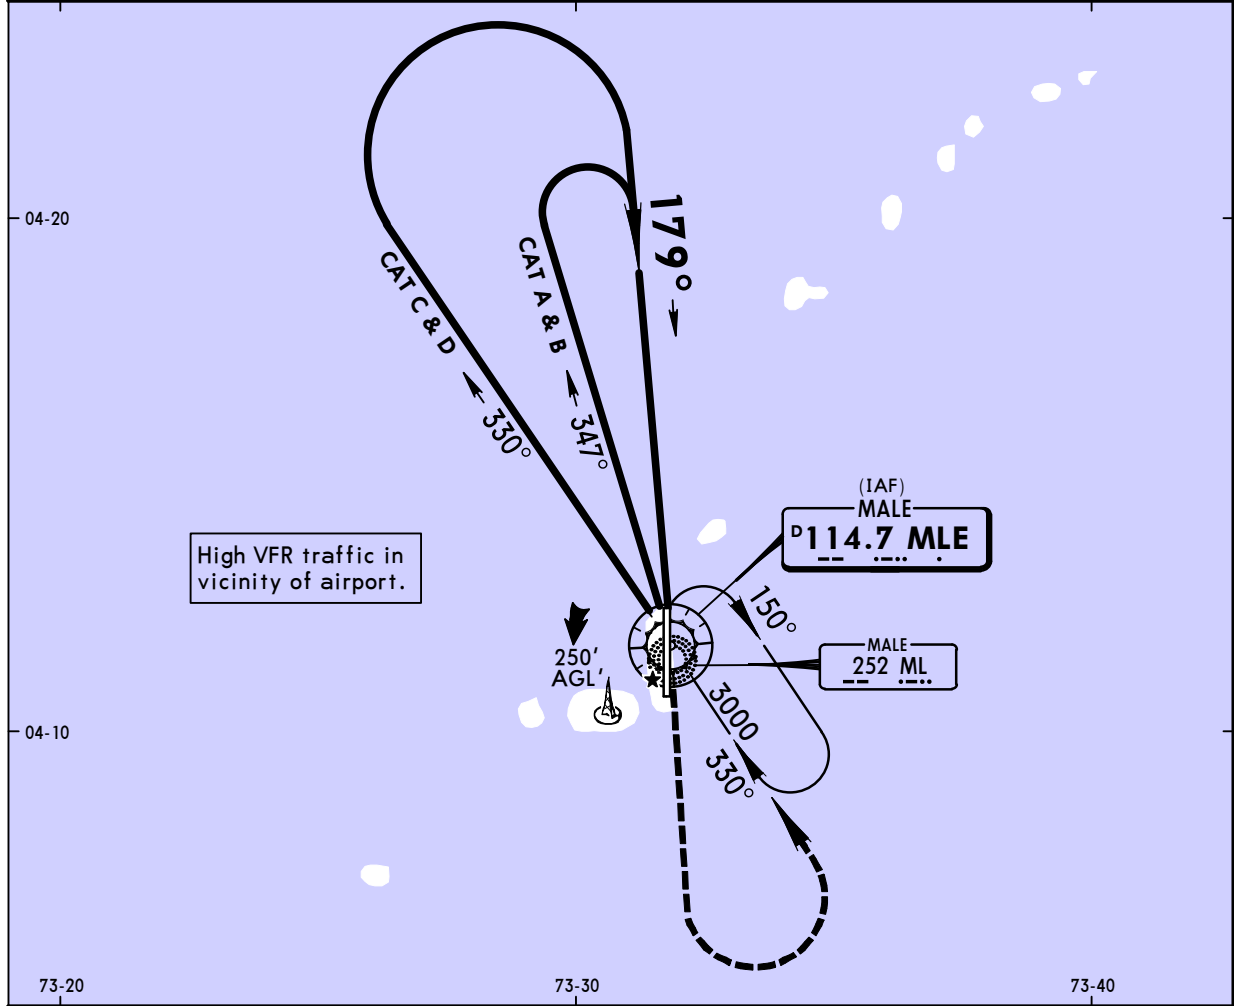 04-20
179°
CAT C & D
CAT A & B
330°
347°
(IAF)
MALE
D114.7 MLE
High VFR traffic in
vicinity of airport.
150°
MALE
252 ML
250'
AGL
3000
04-10
330°
73-20
73-30
73-40